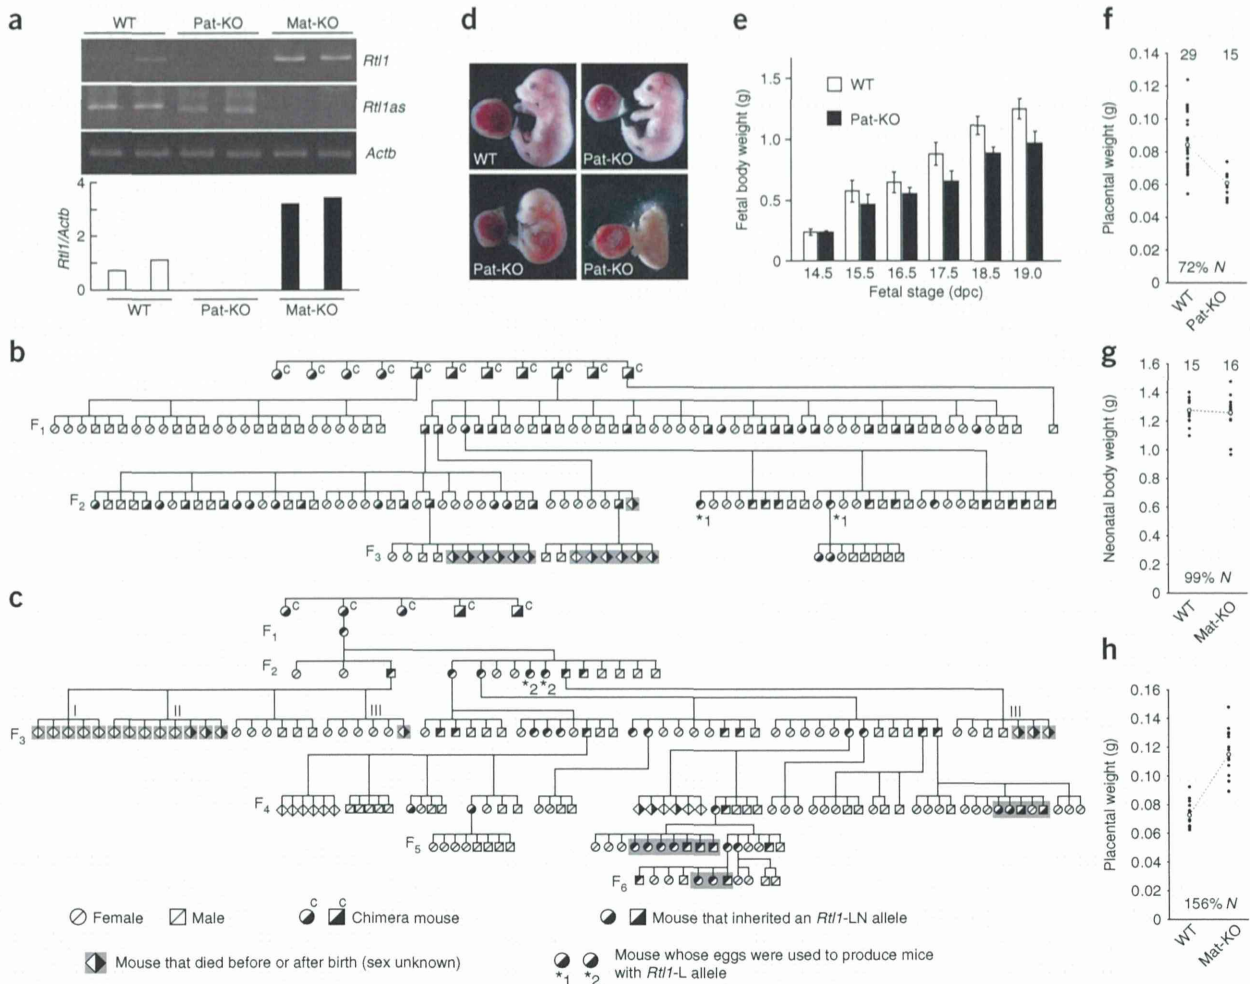 a
WT Pat-KO Mat-KO
Rtl1
Rtl1as
Actb
4
2
0
Rtl1/Actb
WT Pat-KO Mat-KO
d
WT
Pat-KO
Pat-KO
Pat-KO
e
Fetal body weight (g)
1.5
1.0
0.5
0
WT
Pat-KO
14.5 15.5 16.5 17.5 18.5 19.0
Fetal stage (dpc)
f
Placental weight (g)
0.14
0.12
0.10
0.08
0.06
0.04
0.02
0
29 15
72% N
WT
Pat-KO
b
c c c c c c c c c c c
F1
F2
*1 *1
F3
g
Neonatal body weight (g)
1.6
1.4
1.2
1.0
0.8
0.6
0.4
0.2
0
15 16
99% N
WT
Mat-KO
c
c c c c c
F1
F2
*2 *2
I II III III
F3
F4
F5
F6
h
Placental weight (g)
0.16
0.14
0.12
0.10
0.08
0.06
0.04
0.02
0
156% N
WT
Mat-KO
Female
Male
c c
Chimera mouse
Mouse that inherited an Rtl1-LN allele
Mouse that died before or after birth (sex unknown)
*1 *2
Mouse whose eggs were used to produce mice
with Rtl1-L allele